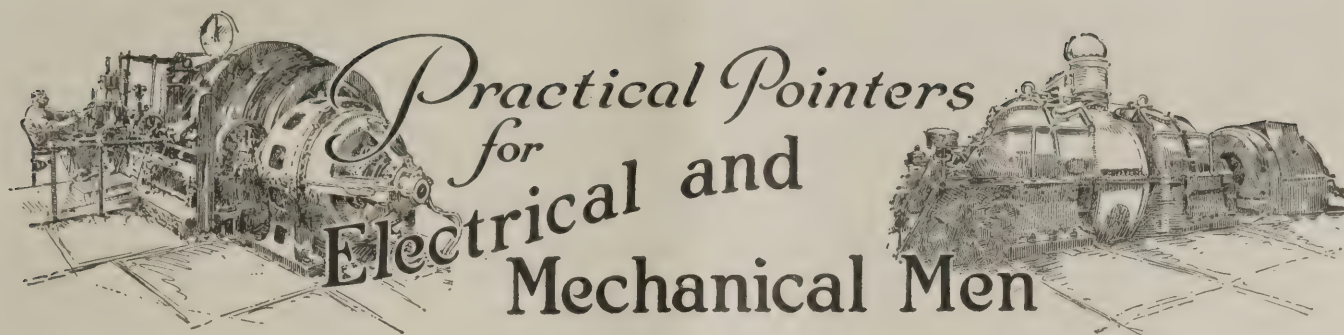 Practical Pointers
for
Electrical and
Mechanical Men